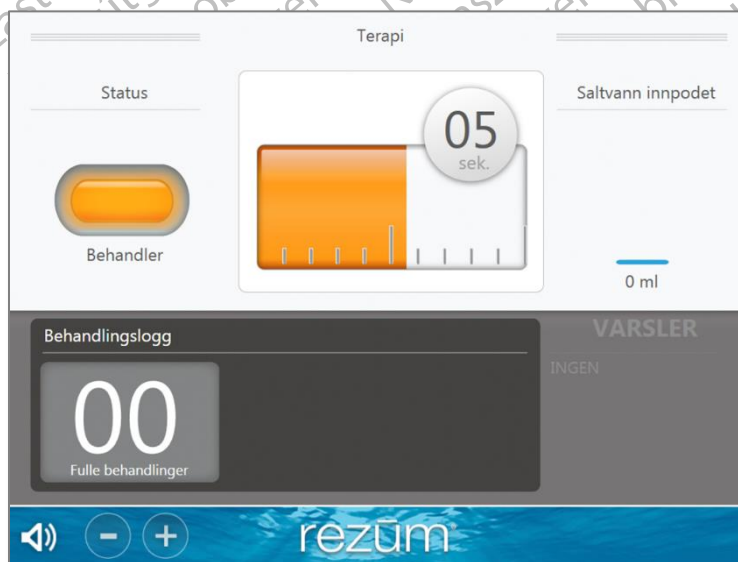 Terapi
Status
Saltvann innpodet
05
sek.
Behandler
0 ml
Behandlingslogg
VARSLER
INGEN
00
Fulle behandlinger
rezūm